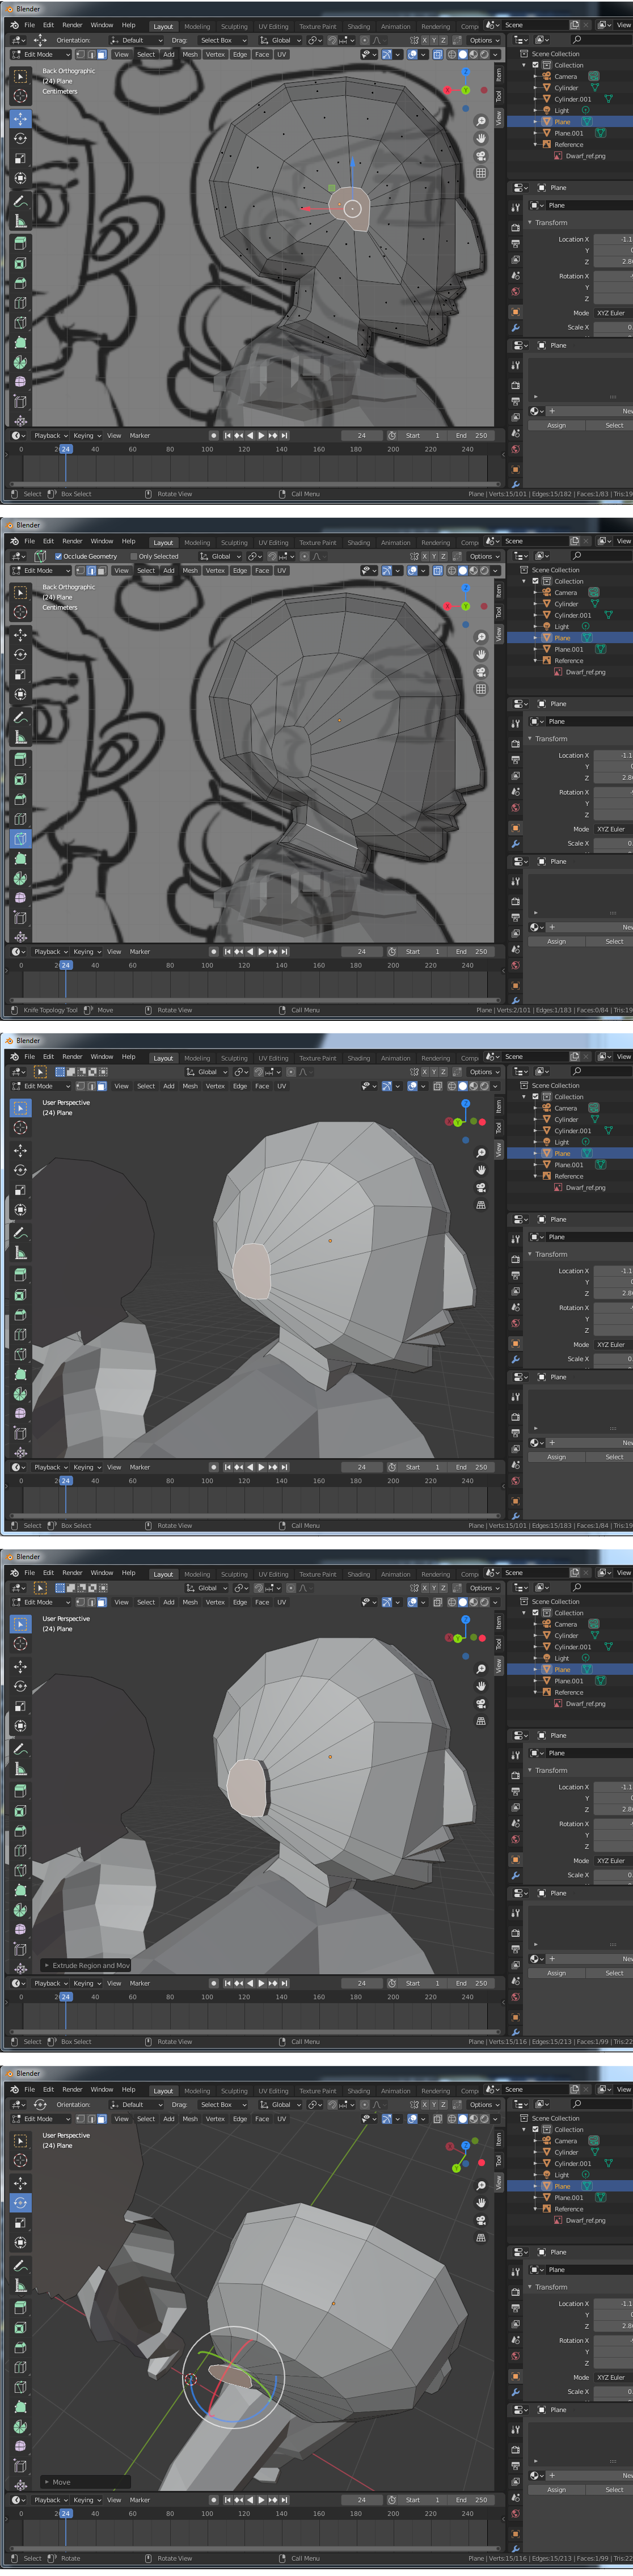 Blender
File Edit Render Window Help Layout Modeling Sculpting UV Editing Texture Paint Shading Animation Rendering Comp Scene View
Orientation: Default Drag: Select Box Global X Y Z Options
Edit Mode View Select Add Mesh Vertex Edge Face UV
Back Orthographic
(24) Plane
Centimeters
Item
Tool
View
Scene Collection
Collection
Camera
Cylinder
Cylinder.001
Light
Plane
Plane.001
Reference
Dwarf_ref.png
Plane
Plane
Transform
Location X -1.1
Y
Z 2.8
Rotation X
Y
Z
Mode XYZ Euler
Scale X 0.
Plane
Assign Select
Playback Keying View Marker 24 Start 1 End 250
0 24 40 60 80 100 120 140 160 180 200 220 240
Select Box Select Rotate View Call Menu Plane | Verts:15/101 | Edges:15/182 | Faces:1/83 | Tris:19
Blender
File Edit Render Window Help Layout Modeling Sculpting UV Editing Texture Paint Shading Animation Rendering Comp Scene View
Occlude Geometry Only Selected Global X Y Z Options
Edit Mode View Select Add Mesh Vertex Edge Face UV
Back Orthographic
(24) Plane
Centimeters
Item
Tool
View
Scene Collection
Collection
Camera
Cylinder
Cylinder.001
Light
Plane
Plane.001
Reference
Dwarf_ref.png
Plane
Plane
Transform
Location X -1.1
Y
Z 2.8
Rotation X
Y
Z
Mode XYZ Euler
Scale X 0.
Plane
Assign Select
Playback Keying View Marker 24 Start 1 End 250
0 24 40 60 80 100 120 140 160 180 200 220 240
Knife Topology Tool Move Rotate View Call Menu Plane | Verts:2/101 | Edges:1/183 | Faces:0/84 | Tris:19
Blender
File Edit Render Window Help Layout Modeling Sculpting UV Editing Texture Paint Shading Animation Rendering Comp Scene View
Global X Y Z Options
Edit Mode View Select Add Mesh Vertex Edge Face UV
User Perspective
(24) Plane
Item
Tool
View
Scene Collection
Collection
Camera
Cylinder
Cylinder.001
Light
Plane
Plane.001
Reference
Dwarf_ref.png
Plane
Plane
Transform
Location X -1.1
Y
Z 2.8
Rotation X
Y
Z
Mode XYZ Euler
Scale X 0.
Plane
Assign Select
Playback Keying View Marker 24 Start 1 End 250
0 24 40 60 80 100 120 140 160 180 200 220 240
Select Box Select Rotate View Call Menu Plane | Verts:15/101 | Edges:15/183 | Faces:1/84 | Tris:19
Blender
File Edit Render Window Help Layout Modeling Sculpting UV Editing Texture Paint Shading Animation Rendering Comp Scene View
Global X Y Z Options
Edit Mode View Select Add Mesh Vertex Edge Face UV
User Perspective
(24) Plane
Item
Tool
View
Scene Collection
Collection
Camera
Cylinder
Cylinder.001
Light
Plane
Plane.001
Reference
Dwarf_ref.png
Plane
Plane
Transform
Location X -1.1
Y
Z 2.8
Rotation X
Y
Z
Mode XYZ Euler
Scale X 0.
Plane
Extrude Region and Mov
Assign Select
Playback Keying View Marker 24 Start 1 End 250
0 24 40 60 80 100 120 140 160 180 200 220 240
Select Box Select Rotate View Call Menu Plane | Verts:15/116 | Edges:15/213 | Faces:1/99 | Tris:22
Blender
File Edit Render Window Help Layout Modeling Sculpting UV Editing Texture Paint Shading Animation Rendering Comp Scene View
Orientation: Default Drag: Select Box Global X Y Z Options
Edit Mode View Select Add Mesh Vertex Edge Face UV
User Perspective
(24) Plane
Item
Tool
View
Scene Collection
Collection
Camera
Cylinder
Cylinder.001
Light
Plane
Plane.001
Reference
Dwarf_ref.png
Plane
Plane
Transform
Location X -1.1
Y
Z 2.8
Rotation X
Y
Z
Mode XYZ Euler
Scale X 0.
Plane
Move
Assign Select
Playback Keying View Marker 24 Start 1 End 250
0 24 40 60 80 100 120 140 160 180 200 220 240
Select Rotate Rotate View Call Menu Plane | Verts:15/116 | Edges:15/213 | Faces:1/99 | Tris:22